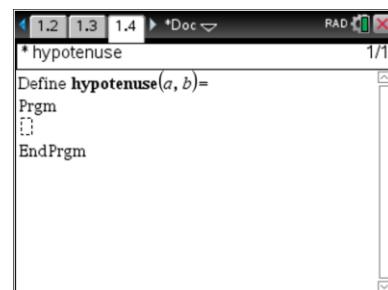 1.2 1.3 1.4 *Doc RAD
* hypotenuse 1/1
Define hypotenuse(a, b)=
Prgm
EndPrgm